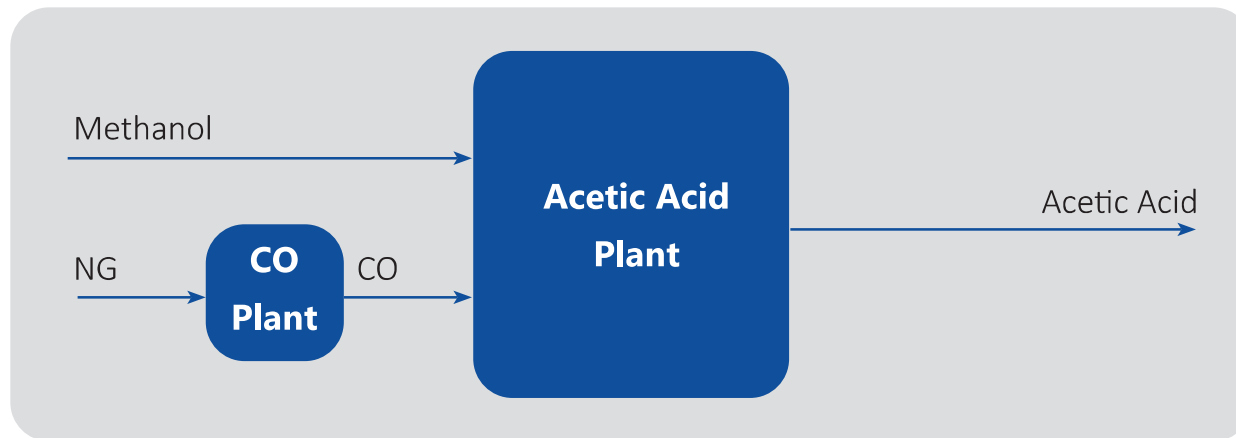 Methanol
NG
CO
Plant
CO
Acetic Acid
Plant
Acetic Acid